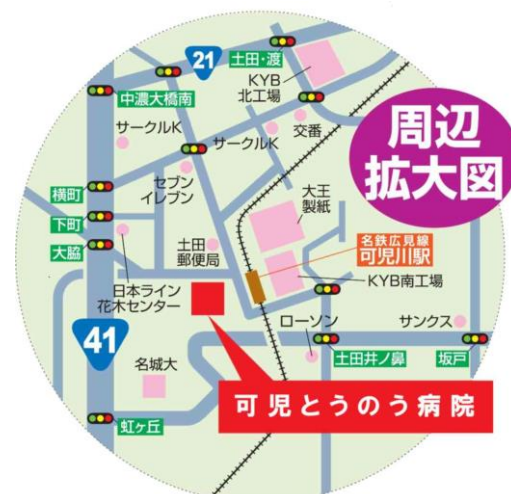 土田・渡
21
KYB
北工場
中濃大橋南
サークルK
サークルK
交番
周辺
拡大図
セブン
イレブン
横町
大王
製紙
下町
土田
郵便局
名鉄広見線
可児川駅
大脇
KYB南工場
日本ライン
花木センター
ローソン
サンクス
41
名城大
土田井ノ鼻
坂戸
可児とうのう病院
虹ヶ丘